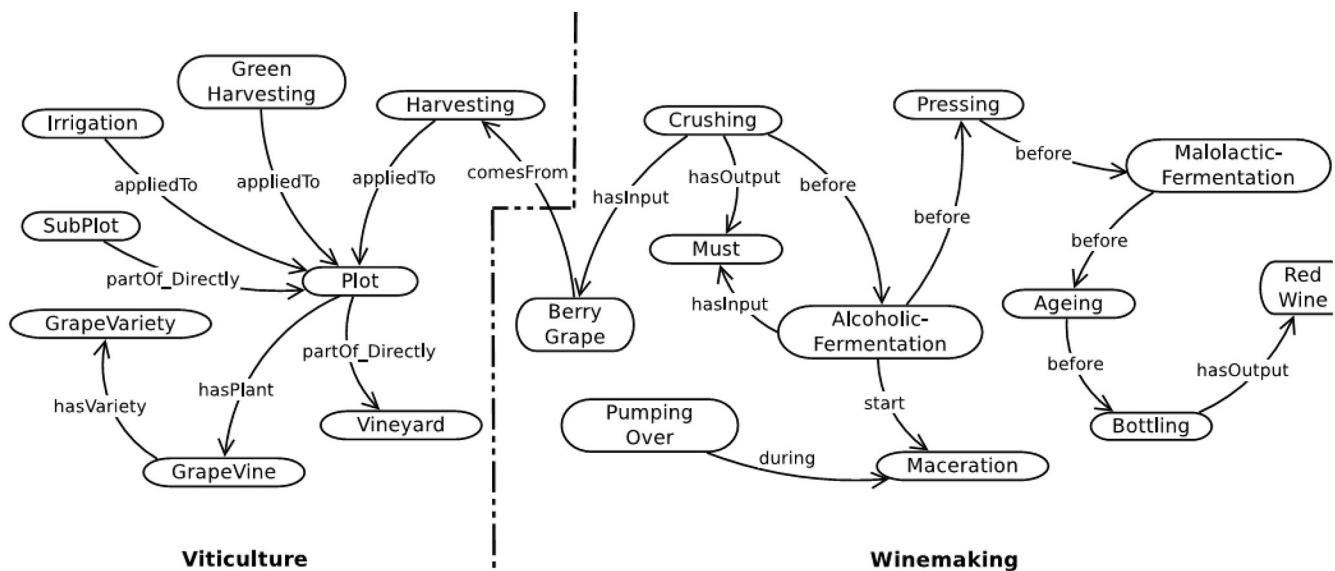 Green
Harvesting
Irrigation
Harvesting
appliedTo
appliedTo
appliedTo
comesFrom
SubPlot
partOf_Directly
Plot
GrapeVariety
partOf_Directly
hasPlant
hasVariety
Vineyard
GrapeVine
Viticulture
Crushing
Pressing
hasOutput
hasInput
before
before
before
Malolactic-
Fermentation
Must
before
hasInput
Berry
Grape
Alcoholic-
Fermentation
Ageing
Red
Wine
before
hasOutput
start
Bottling
Pumping
Over
during
Maceration
Winemaking